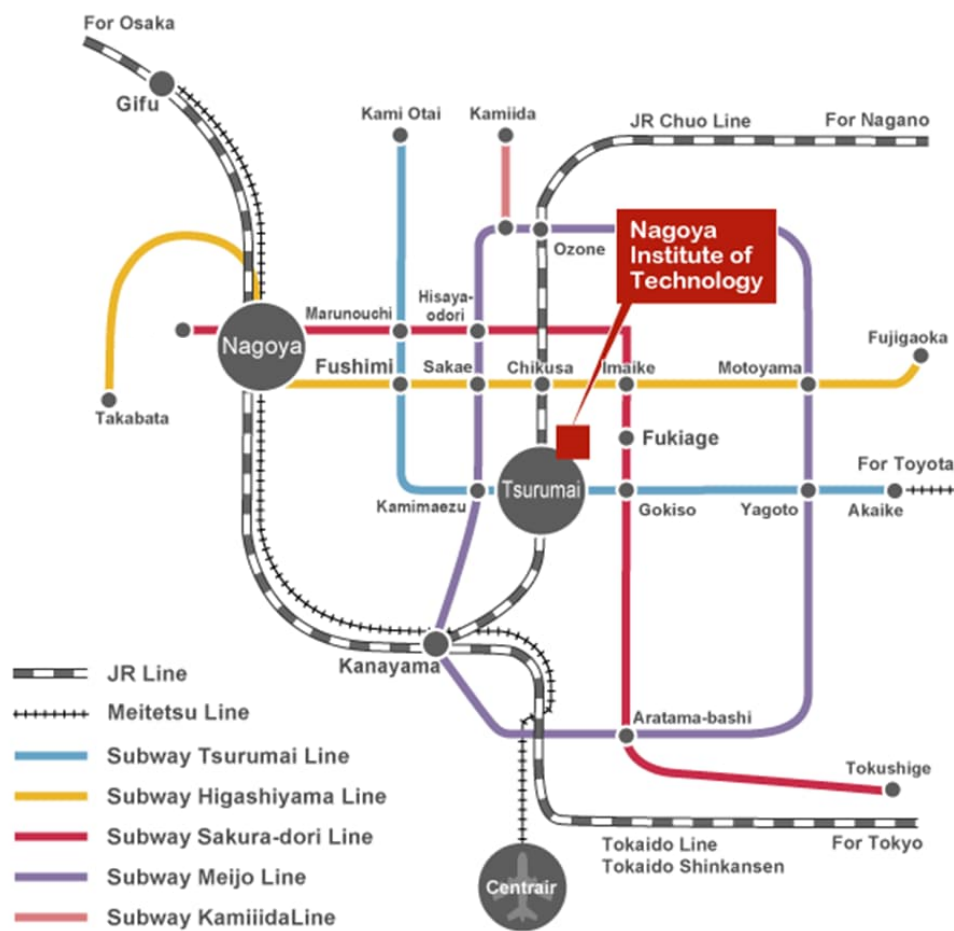 For Osaka
Gifu
Kami Otai
Kamiida
JR Chuo Line
For Nagano
Ozone
Nagoya
Institute of
Technology
Marunouchi
Hisaya-
odori
Nagoya
Fujigaoka
Fushimi
Sakae
Chikusa
Imaike
Motoyama
Takabata
Fukiage
For Toyota
Tsurumai
Kamimaezu
Gokiso
Yagoto
Akaike
Kanayama
JR Line
Meitetsu Line
Aratama-bashi
Subway Tsurumai Line
Tokushige
Subway Higashiyama Line
Subway Sakura-dori Line
Tokaido Line
For Tokyo
Tokaido Shinkansen
Subway Meijo Line
Centrair
Subway KamiiidaLine